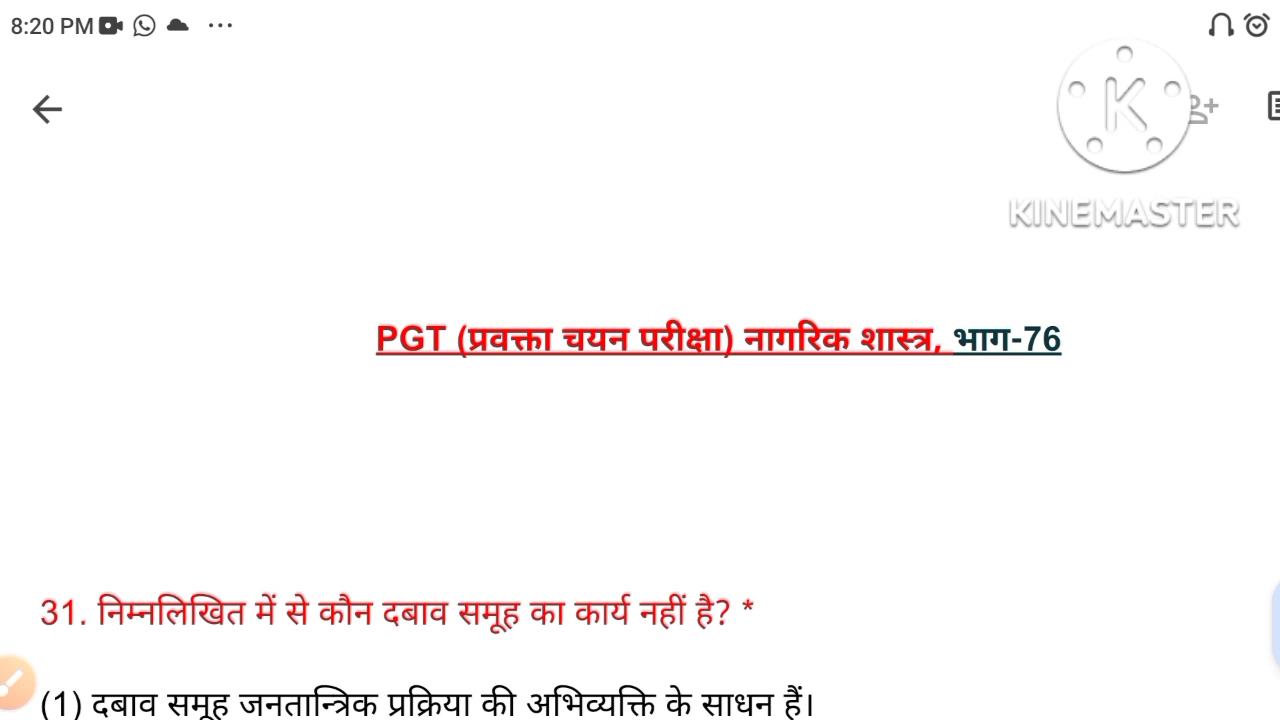 8:20 PM
K
KINEMASTER
PGT (प्रवक्ता चयन परीक्षा) नागरिक शास्त्र, भाग-76
31. निम्नलिखित में से कौन दबाव समूह का कार्य नहीं है? *
(1) दबाव समूह जनतान्त्रिक प्रक्रिया की अभिव्यक्ति के साधन हैं।